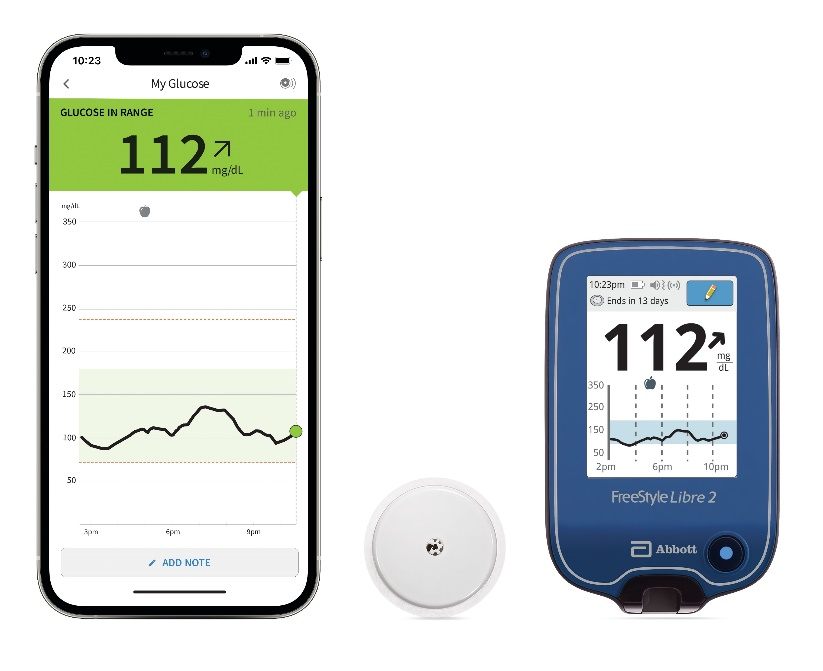 10:23
My Glucose
GLUCOSE IN RANGE 1 min ago
112
mg/dL
mg/dL
350
300
250
200
150
100
50
3pm 6pm 9pm
ADD NOTE
10:23pm
Ends in 13 days
112
mg
dL
350
250
150
50
2pm 6pm 10pm
FreeStyle Libre 2
Abbott